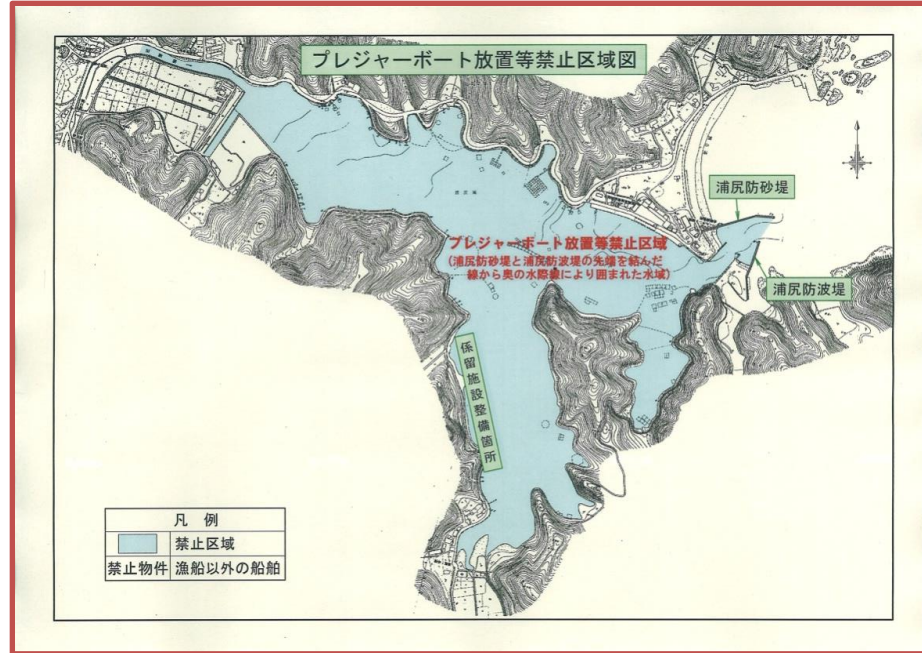 プレジャーボート放置等禁止区域図
浦尻防砂堤
プレジャーボート放置等禁止区域
(浦尻防砂堤と浦尻防波堤の先端を結んだ
線から奥の水際線により囲まれた水域)
浦尻防波堤
係留施設整備箇所
凡 例
禁止区域
禁止物件 漁船以外の船舶